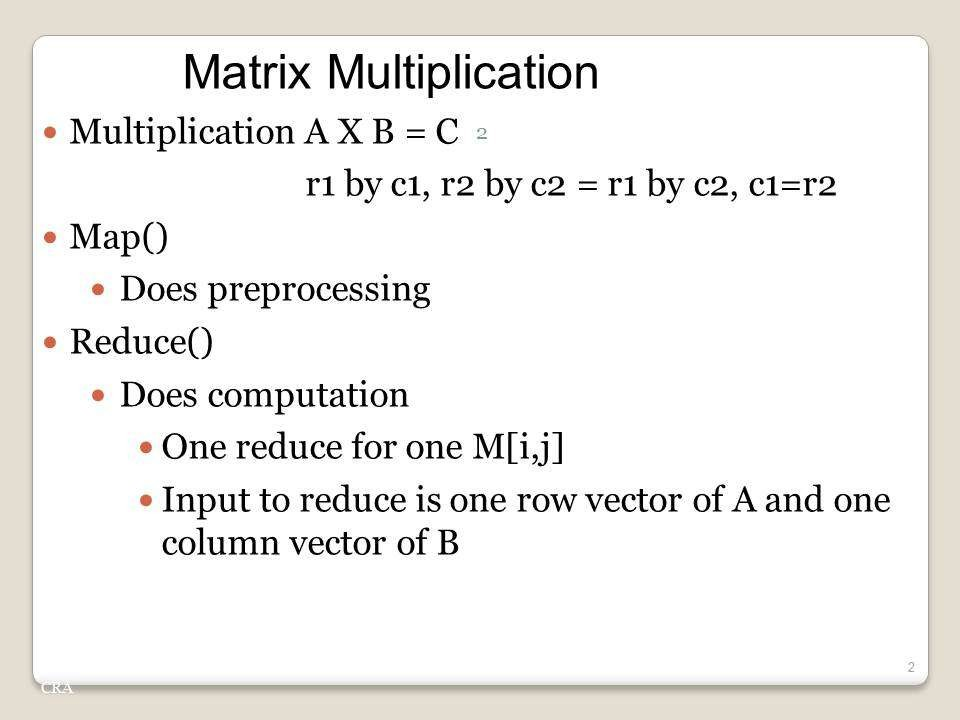 Matrix Multiplication
Multiplication A X B = C 2
r1 by c1, r2 by c2 = r1 by c2, c1=r2
Map()
Does preprocessing
Reduce()
Does computation
One reduce for one M[i,j]
Input to reduce is one row vector of A and one
column vector of B
2
CRA